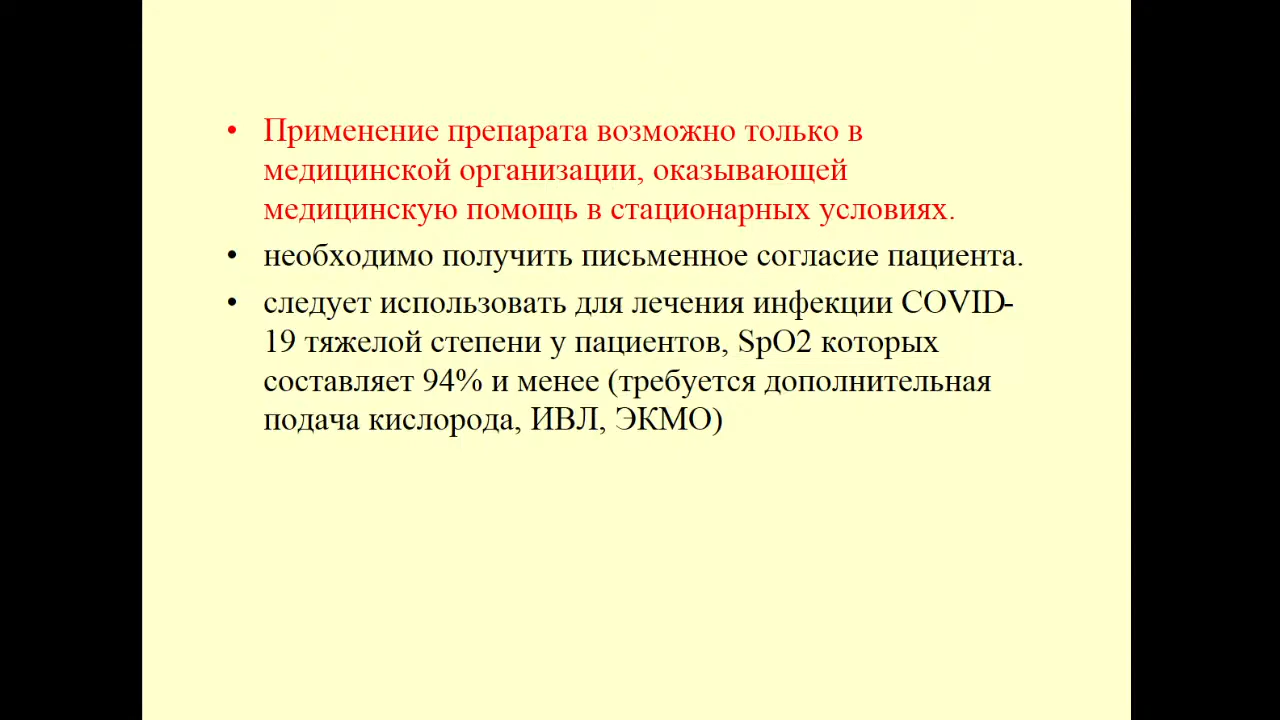 • Применение препарата возможно только в
медицинской организации, оказывающей
медицинскую помощь в стационарных условиях.
• необходимо получить письменное согласие пациента.
• следует использовать для лечения инфекции COVID-
19 тяжелой степени у пациентов, SpO2 которых
составляет 94% и менее (требуется дополнительная
подача кислорода, ИВЛ, ЭКМО)